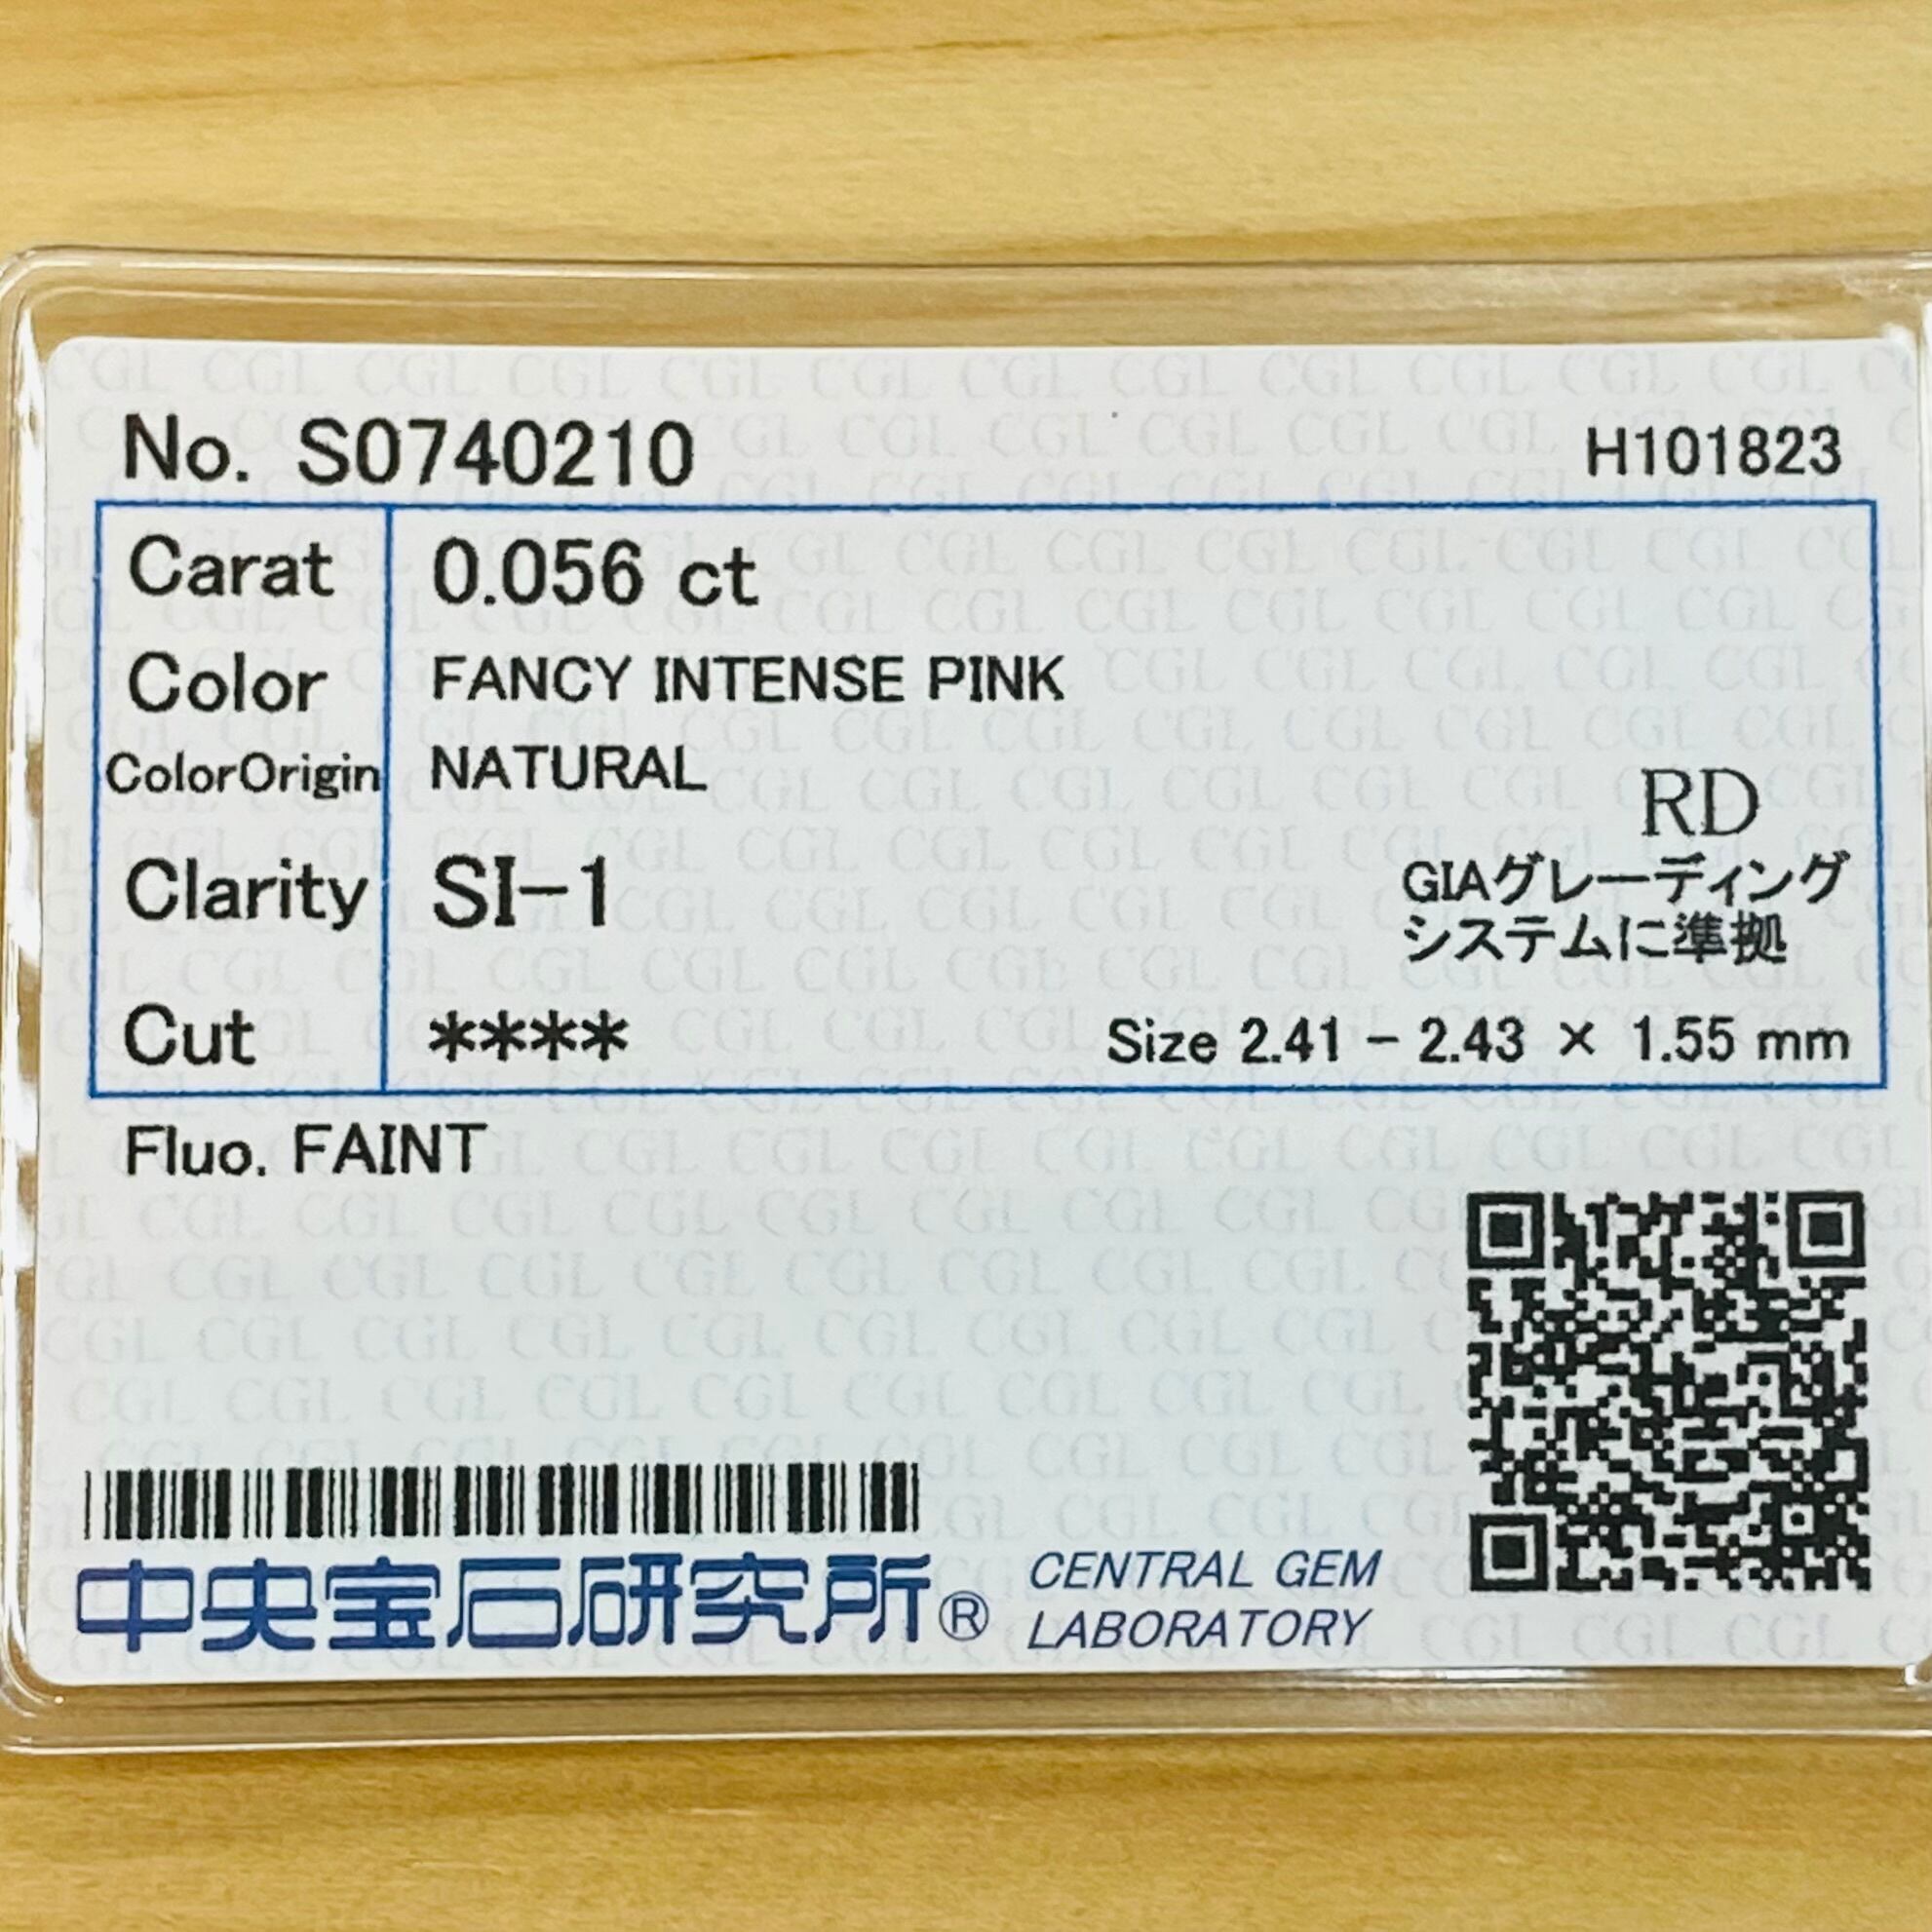 No. S0740210
H101823
Carat 0.056 ct
Color FANCY INTENSE PINK
ColorOrigin NATURAL
RD
Clarity SI-1
GIAグレーディング
システムに準拠
Cut ****
Size 2.41 - 2.43 × 1.55 mm
Fluo. FAINT
中央宝石研究所®
CENTRAL GEM
LABORATORY